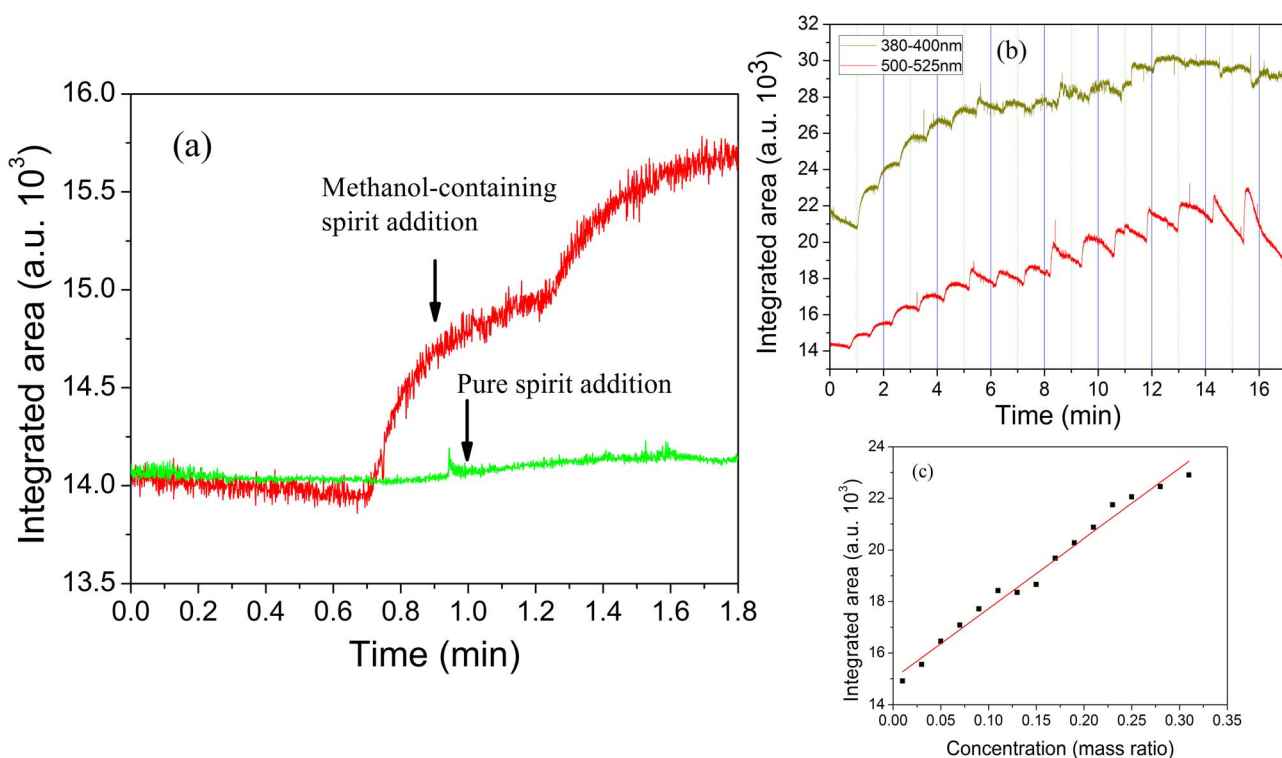 (a)
Methanol-containing
spirit addition
Pure spirit addition
Integrated area (a.u. 10³)
16.0
15.5
15.0
14.5
14.0
13.5
0.0 0.2 0.4 0.6 0.8 1.0 1.2 1.4 1.6 1.8
Time (min)
(b)
380-400nm
500-525nm
Integrated area (a.u. 10³)
30
28
26
24
22
20
18
16
14
0 2 4 6 8 10 12 14 16
Time (min)
(c)
Integrated area (a.u. 10³)
24
22
20
18
16
14
0.00 0.05 0.10 0.15 0.20 0.25 0.30 0.35
Concentration (mass ratio)